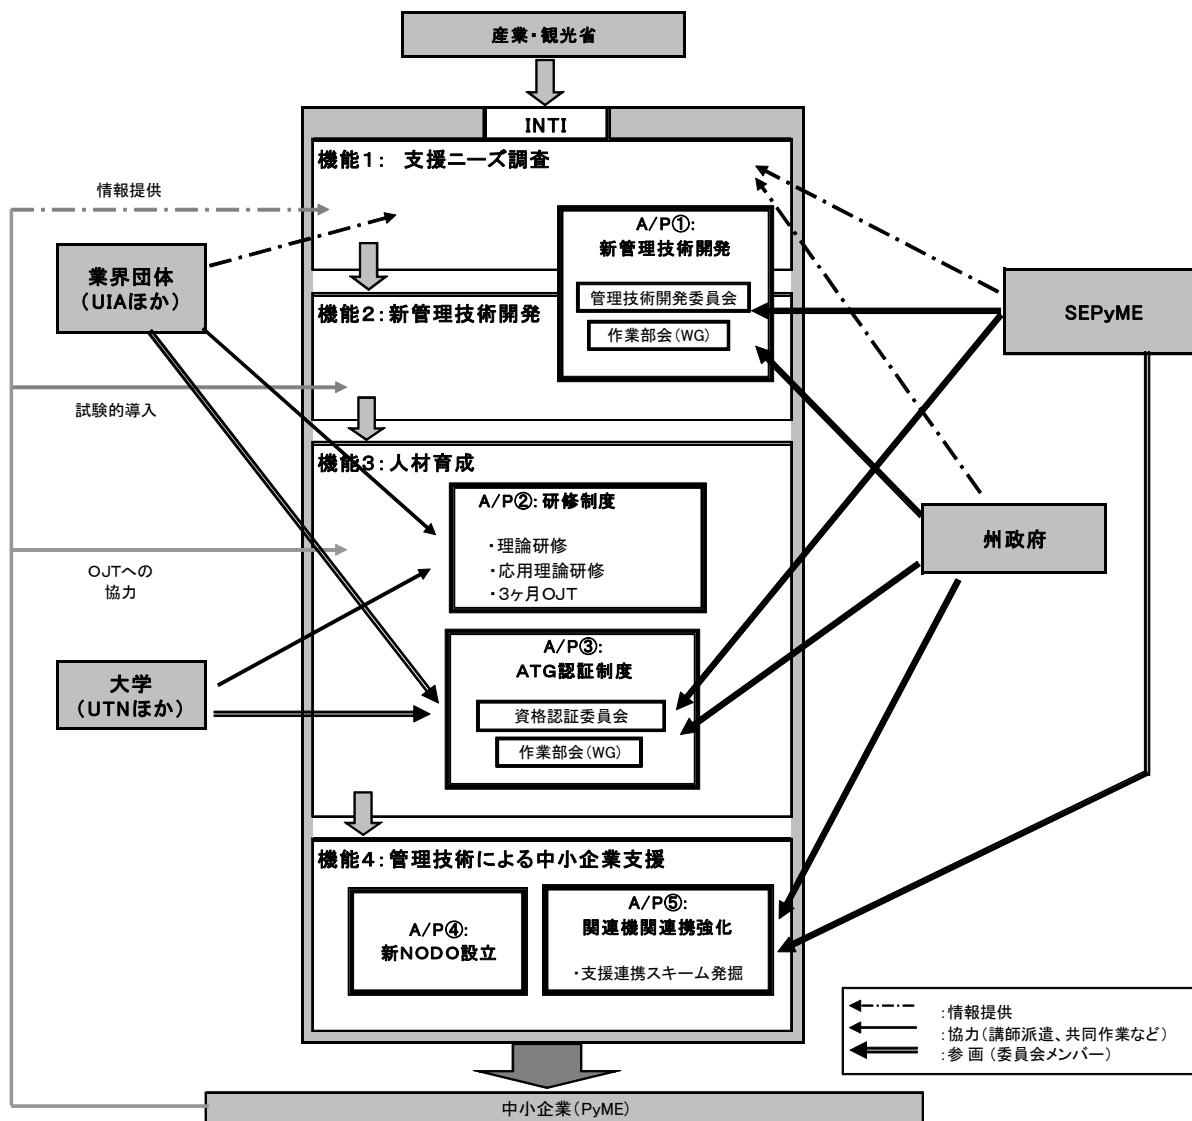 産業・観光省
INTI
機能1： 支援ニーズ調査
情報提供
A/P①：
新管理技術開発
業界団体
（UIAほか）
管理技術開発委員会
機能2：新管理技術開発
作業部会（WG）
SEPyME
試験的導入
機能3：人材育成
A/P②：研修制度
・理論研修
・応用理論研修
・3ヶ月OJT
州政府
OJTへの
協力
A/P③：
ATG認証制度
大学
（UTNほか）
資格認証委員会
作業部会（WG）
機能4：管理技術による中小企業支援
A/P④：
新NODO設立
A/P⑤：
関連機関連携強化
・支援連携スキーム発掘
：情報提供
：協力（講師派遣、共同作業など）
：参 画 （委員会メンバー）
中小企業（PyME）